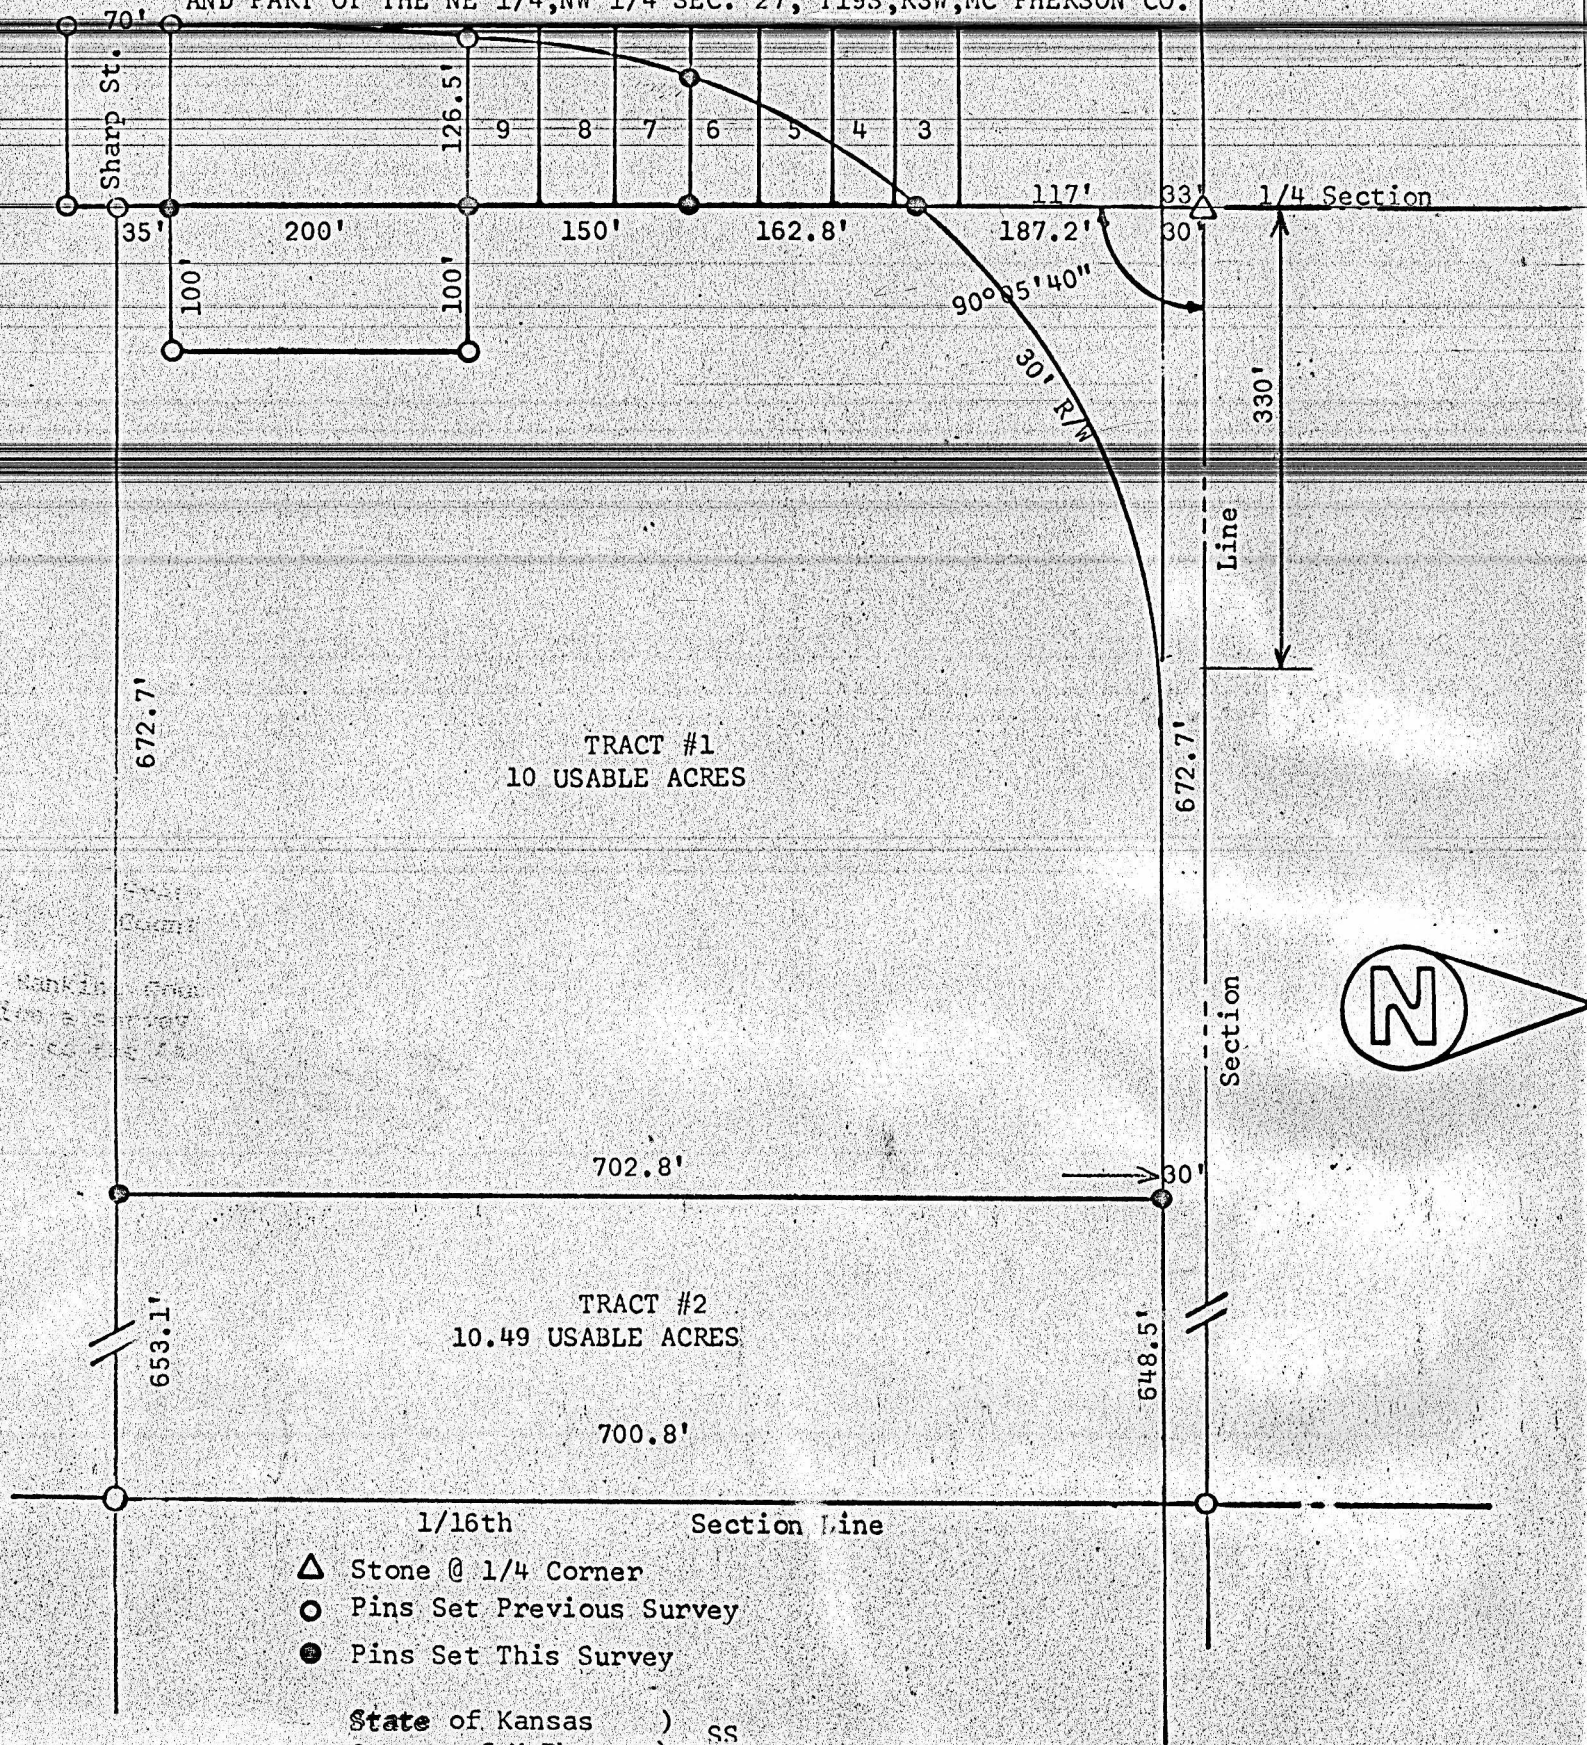 AND PART OF THE NE 1/4,NW 1/4 SEC. 27, T19S,R3W,MC PHERSON CO.
70'
Sharp St.
126.5'
9 8 7 6 5 4 3
117' 33' 1/4 Section
35' 200' 150' 162.8' 187.2' 30'
100' 100'
90°05'40"
30' R/W
330'
Line
672.7'
672.7'
TRACT #1
10 USABLE ACRES
N
Section
702.8' 30'
TRACT #2
10.49 USABLE ACRES
653.1'
648.5'
700.8'
1/16th Section Line
Stone @ 1/4 Corner
Pins Set Previous Survey
Pins Set This Survey
State of Kansas )
SS